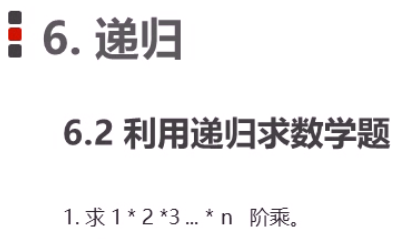 6. 递归
6.2 利用递归求数学题
1. 求 1 * 2 *3 ... * n 阶乘。